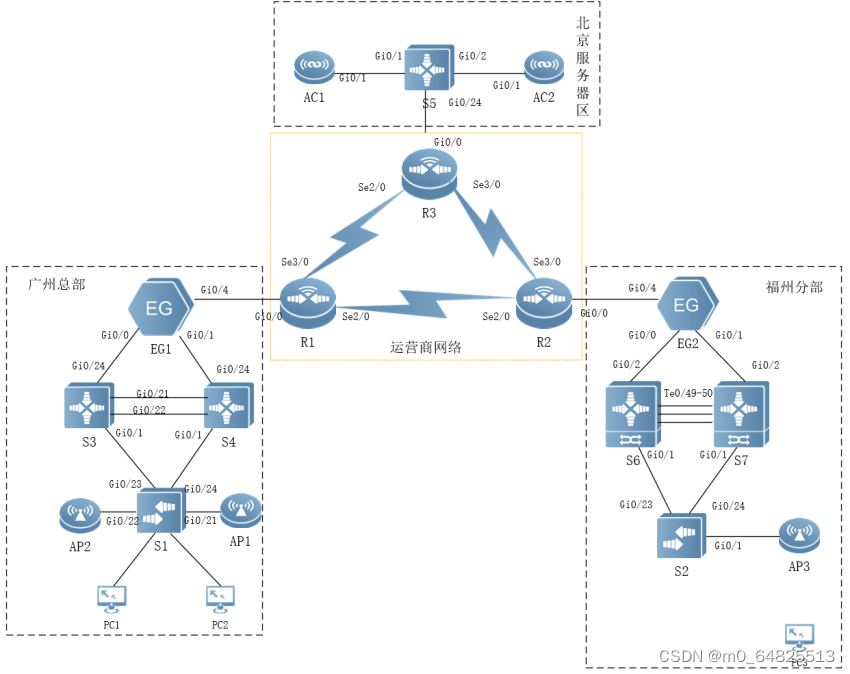 北京服务器区
Gi0/1
Gi0/2
Gi0/1
Gi0/1
AC1
S5
AC2
Gi0/24
Gi0/0
Se2/0
Se3/0
R3
Se3/0
Se3/0
广州总部
福州分部
EG
Gi0/4
Gi0/4
EG
Gi0/0
Se2/0
Se2/0
Gi0/0
R1
R2
运营商网络
Gi0/0
EG1
Gi0/1
Gi0/0
EG2
Gi0/1
Gi0/24
Gi0/24
Gi0/2
Gi0/2
Gi0/21
Gi0/22
Te0/49-50
S3
Gi0/1
Gi0/1
S4
S6
Gi0/1
Gi0/1
S7
Gi0/23
Gi0/24
Gi0/23
Gi0/24
AP2
Gi0/22
S1
Gi0/21
AP1
S2
Gi0/1
AP3
PC1
PC2
PC3
CSDN @m0_64825513